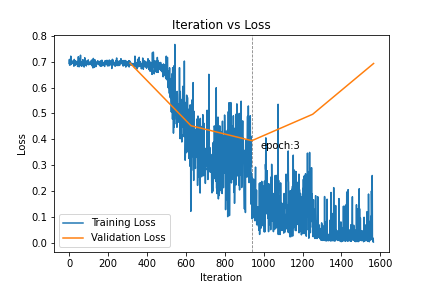 Iteration vs Loss
0.8
0.7
0.6
0.5
0.4
0.3
0.2
0.1
0.0
Loss
epoch:3
Training Loss
Validation Loss
0 200 400 600 800 1000 1200 1400 1600
Iteration